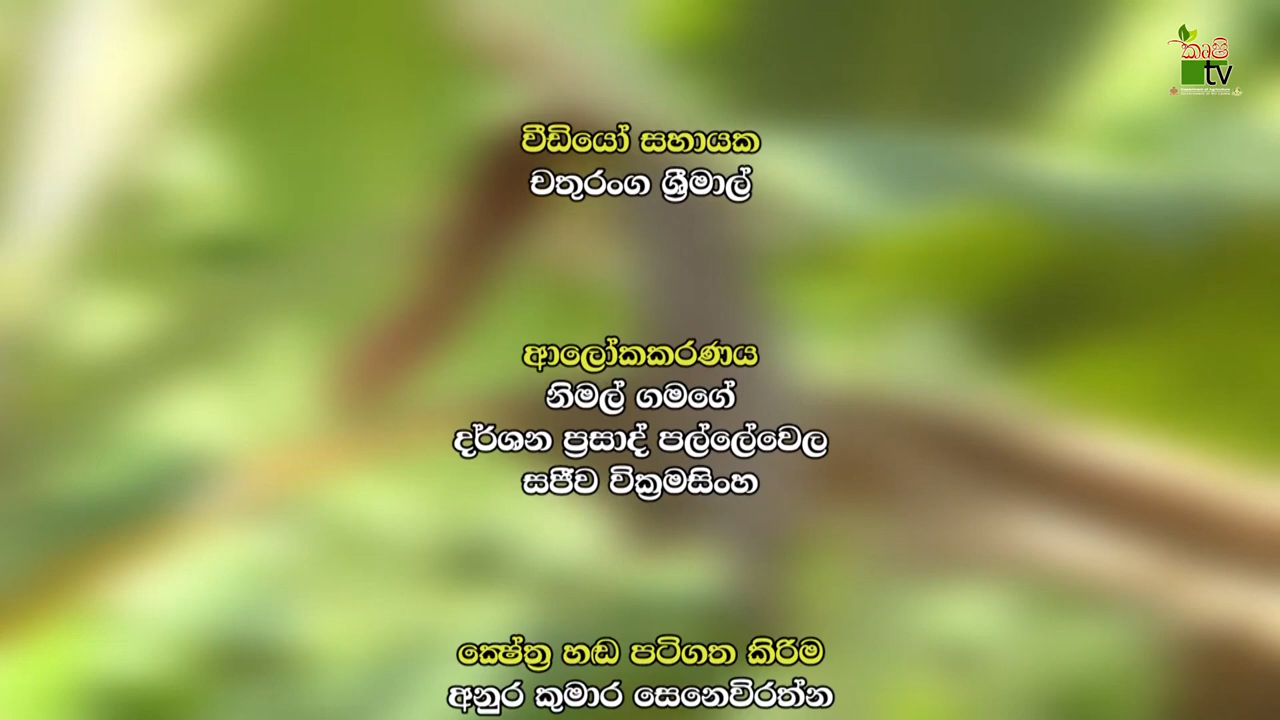 කෘෂි
tv
වීඩියෝ සහායක
චතුරංග ශ්‍රීමාල්
ආලෝකකරණය
නිමල් ගමගේ
දර්ශන ප්‍රසාද් පල්ලේවෙල
සජීව වික්‍රමසිංහ
ක්‍ෂේත්‍ර හඬ පටිගත කිරීම
අනුර කුමාර සෙනෙවිරත්න